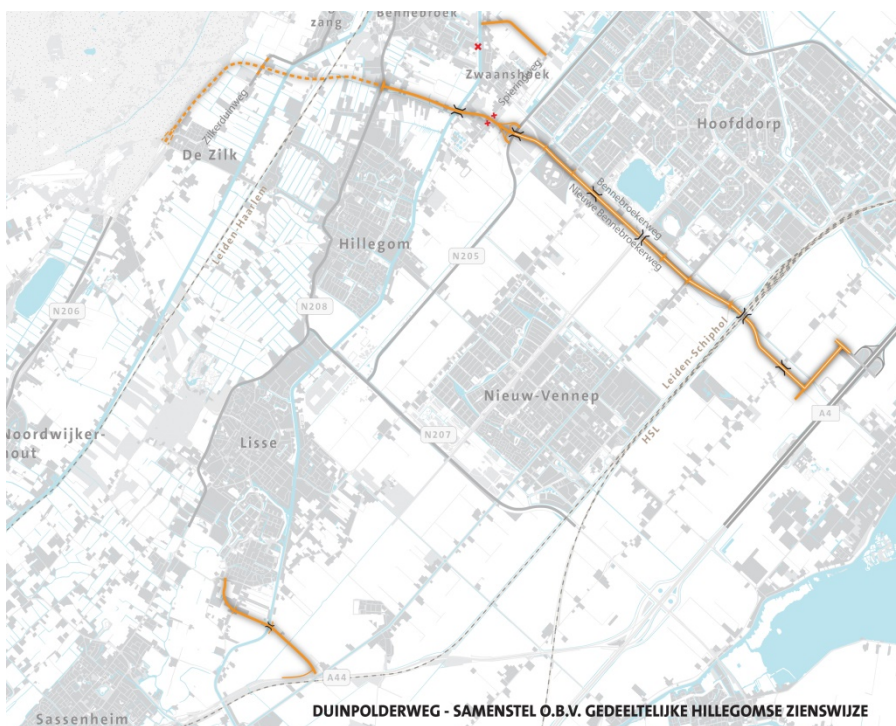 zang
Bennebroek
Zwaanshoek
Spieringweg
Hoofddorp
Zilkerduinweg
De Zilk
Bennebroekerweg
Nieuwe Bennebroekerweg
Leiden-Haarlem
Hillegom
N205
N206
N208
Leiden-Schiphol
Nieuw-Vennep
A4
Noordwijker-
hout
Lisse
N207
HSL
A44
Sassenheim
DUINPOLDERWEG - SAMENSTEL O.B.V. GEDEELTELIJKE HILLEGOMSE ZIENSWIJZE